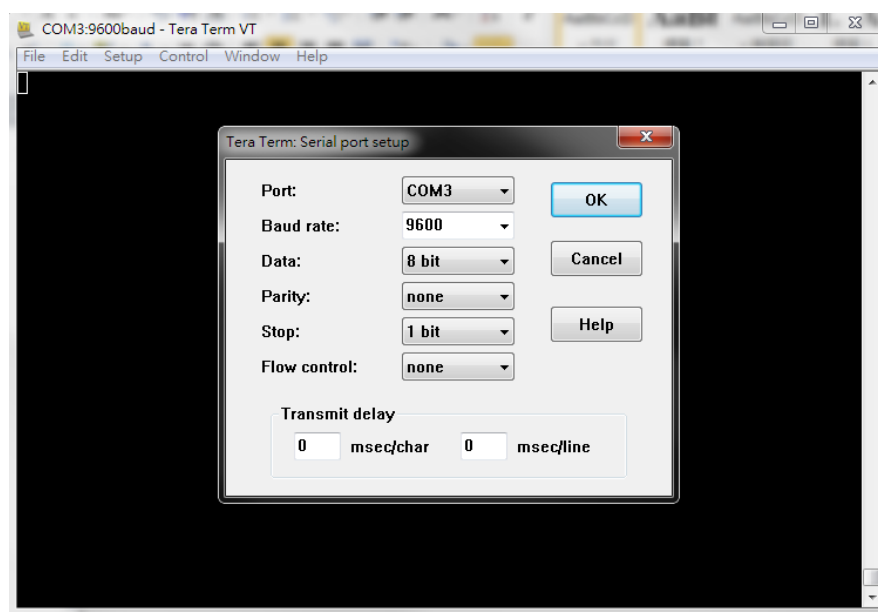 COM3:9600baud - Tera Term VT
File Edit Setup Control Window Help
Tera Term: Serial port setup
Port: COM3
OK
Baud rate: 9600
Data: 8 bit
Cancel
Parity: none
Stop: 1 bit
Help
Flow control: none
Transmit delay
0 msec/char 0 msec/line